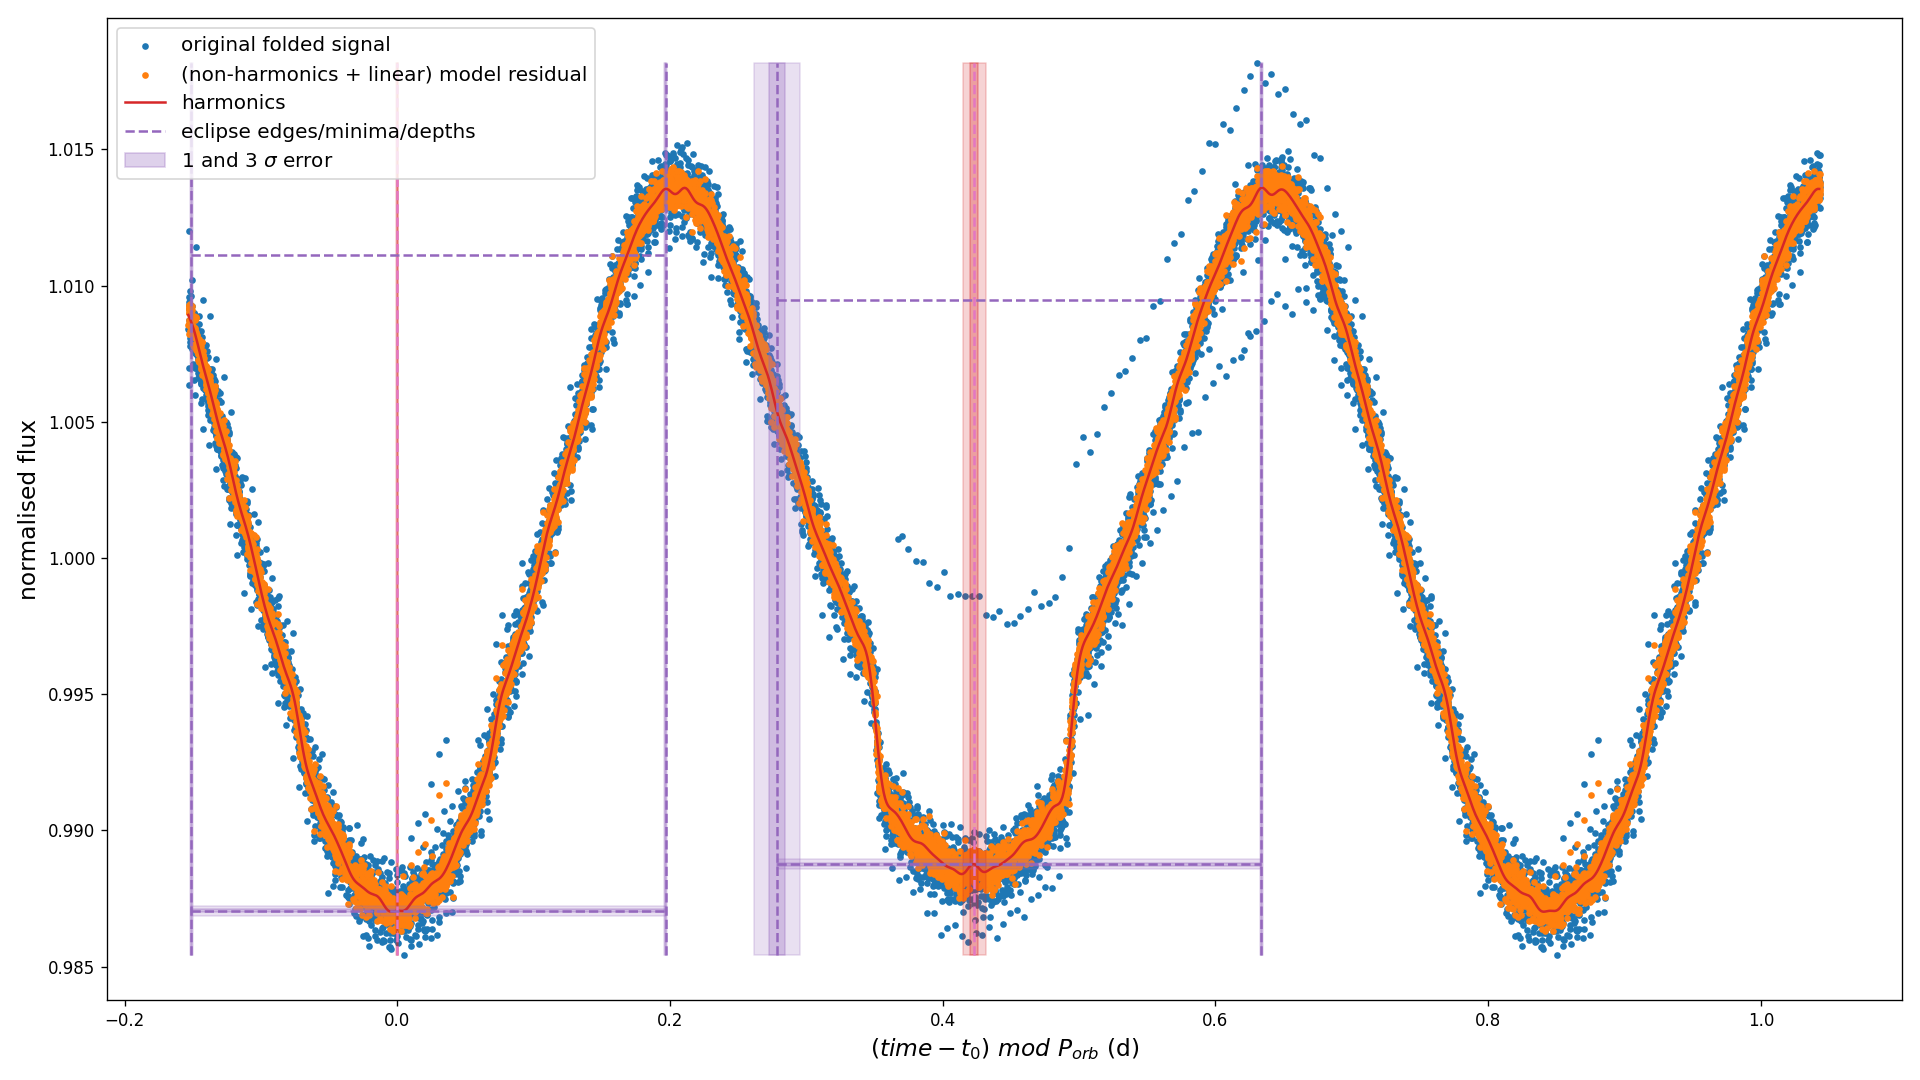 original folded signal
(non-harmonics + linear) model residual
harmonics
eclipse edges/minima/depths
1 and 3 σ error
normalised flux
1.015
1.010
1.005
1.000
0.995
0.990
0.985
−0.2 0.0 0.2 0.4 0.6 0.8 1.0
(time − t₀) mod Pₒᵣb (d)